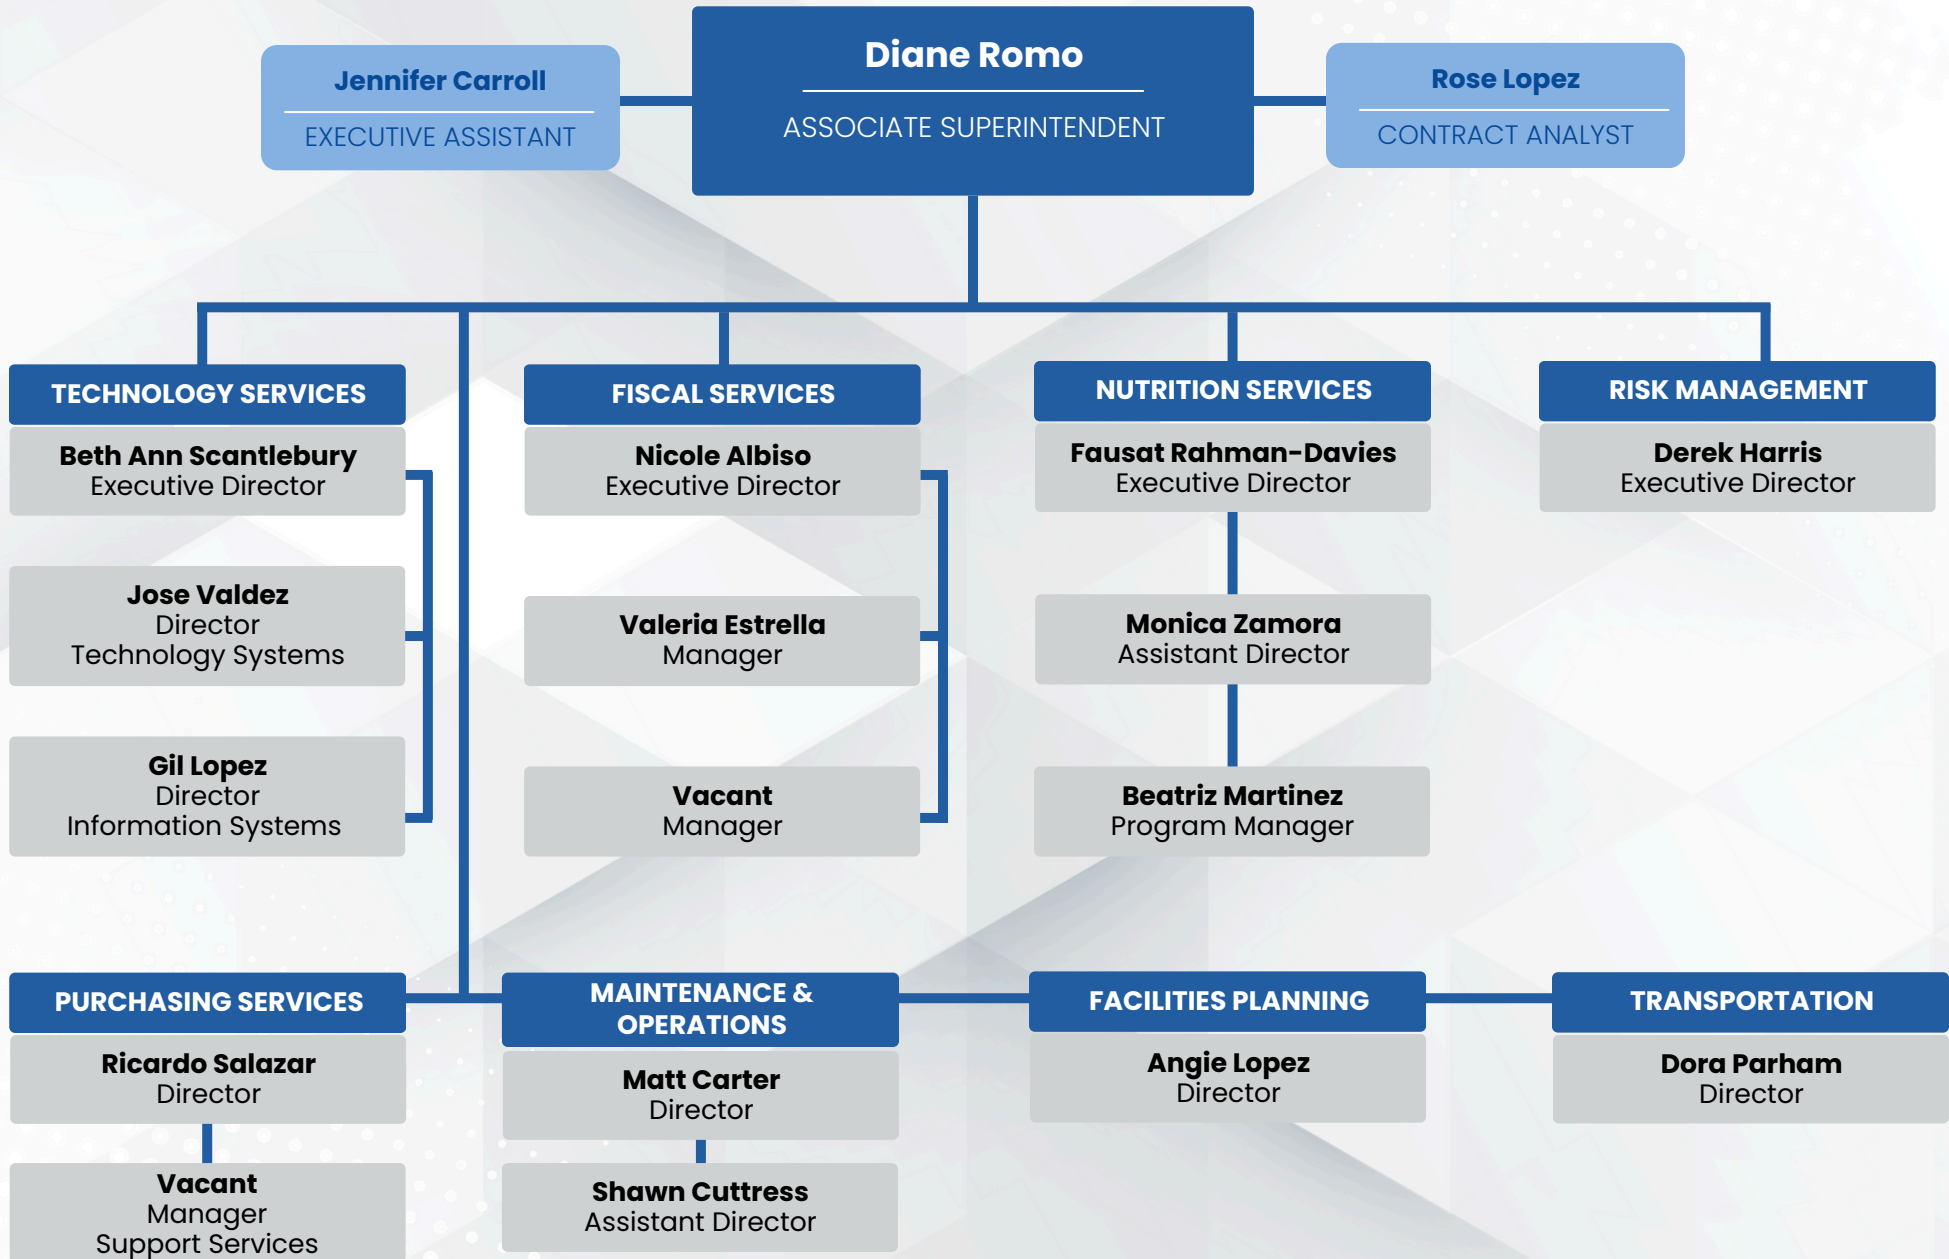 Jennifer Carroll
EXECUTIVE ASSISTANT
Diane Romo
ASSOCIATE SUPERINTENDENT
Rose Lopez
CONTRACT ANALYST
TECHNOLOGY SERVICES
Beth Ann Scantlebury
Executive Director
Jose Valdez
Director
Technology Systems
Gil Lopez
Director
Information Systems
FISCAL SERVICES
Nicole Albiso
Executive Director
Valeria Estrella
Manager
Vacant
Manager
NUTRITION SERVICES
Fausat Rahman-Davies
Executive Director
Monica Zamora
Assistant Director
Beatriz Martinez
Program Manager
RISK MANAGEMENT
Derek Harris
Executive Director
PURCHASING SERVICES
Ricardo Salazar
Director
Vacant
Manager
Support Services
MAINTENANCE &
OPERATIONS
Matt Carter
Director
Shawn Cuttress
Assistant Director
FACILITIES PLANNING
Angie Lopez
Director
TRANSPORTATION
Dora Parham
Director